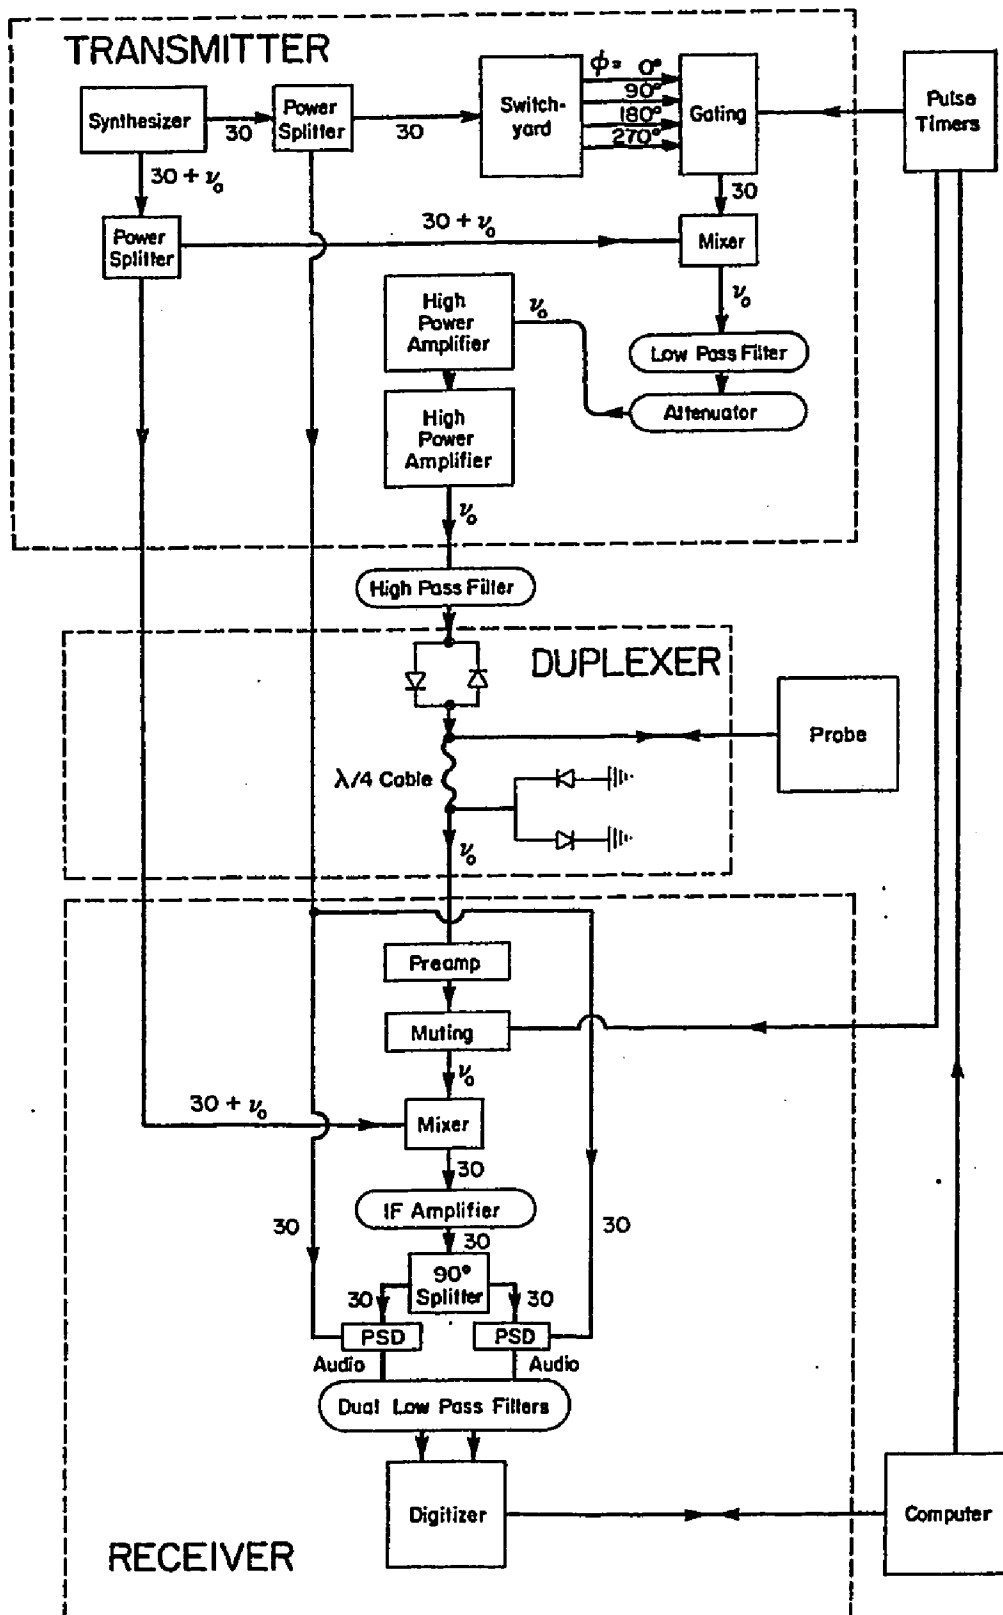 TRANSMITTER
Synthesizer
30
Power
Splitter
30
Switch-
yard
ϕ= 0°
90°
180°
270°
Gating
Pulse
Timers
30 + ν₀
30
Power
Splitter
30 + ν₀
Mixer
High
Power
Amplifier
ν₀
ν₀
Low Pass Filter
Attenuator
High
Power
Amplifier
ν₀
High Pass Filter
DUPLEXER
Probe
λ/4 Cable
ν₀
Preamp
Muting
ν₀
30 + ν₀
Mixer
30
IF Amplifier
30
30
30
90°
Splitter
30
30
PSD
PSD
Audio
Audio
Dual Low Pass Filters
Digitizer
Computer
RECEIVER